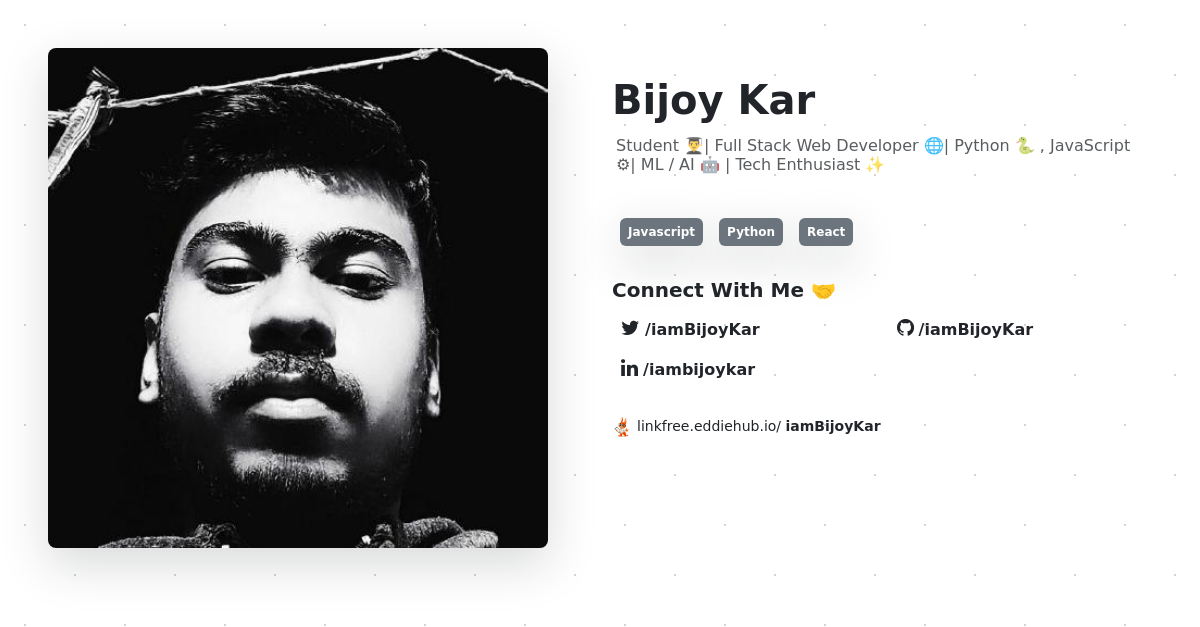 Bijoy Kar
Student 👨‍🎓| Full Stack Web Developer 🌐| Python 🐍 , JavaScript
⚙| ML / AI 🤖 | Tech Enthusiast ✨
Javascript Python React
Connect With Me 🤝
/iamBijoyKar /iamBijoyKar
in /iambijoykar
linkfree.eddiehub.io/ iamBijoyKar